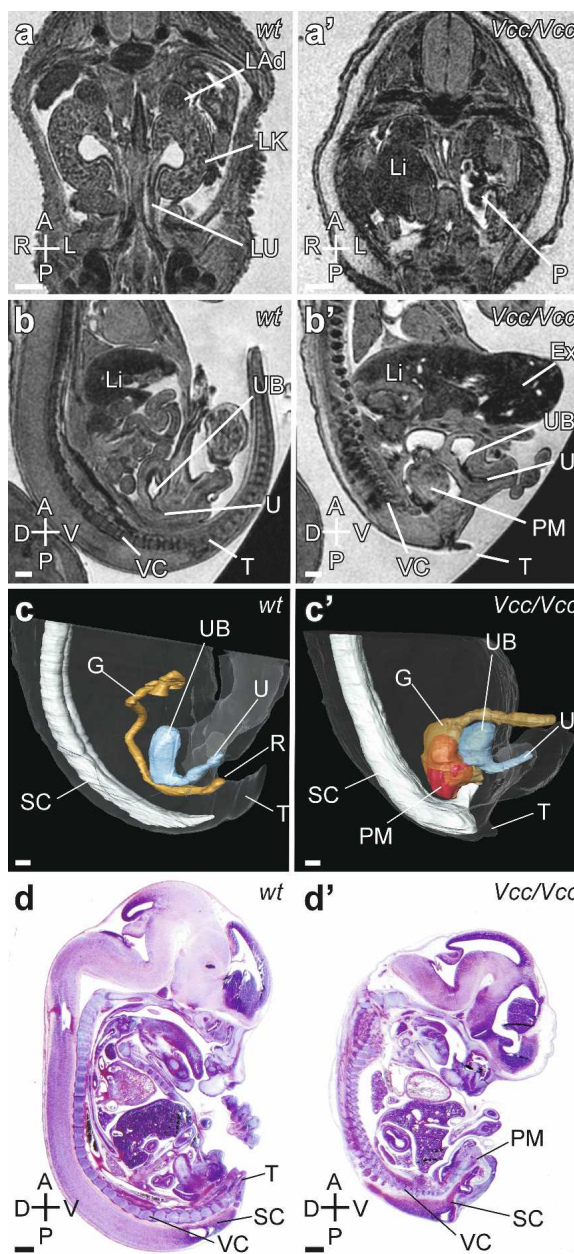 a wt
LAd
LK
LU
A
R L
P
a' Vcc/Vcc
Li
A
R L
P
P
b wt
Li
UB
U
A
D V
P
VC
T
b' Vcc/Vcc
Li
Ex
UB
U
A
D V
P
PM
VC
T
c wt
UB
G
U
R
SC
T
c' Vcc/Vcc
UB
G
U
SC
T
PM
d wt
T
A
D V
P
SC
VC
d' Vcc/Vcc
PM
A
D V
P
SC
VC